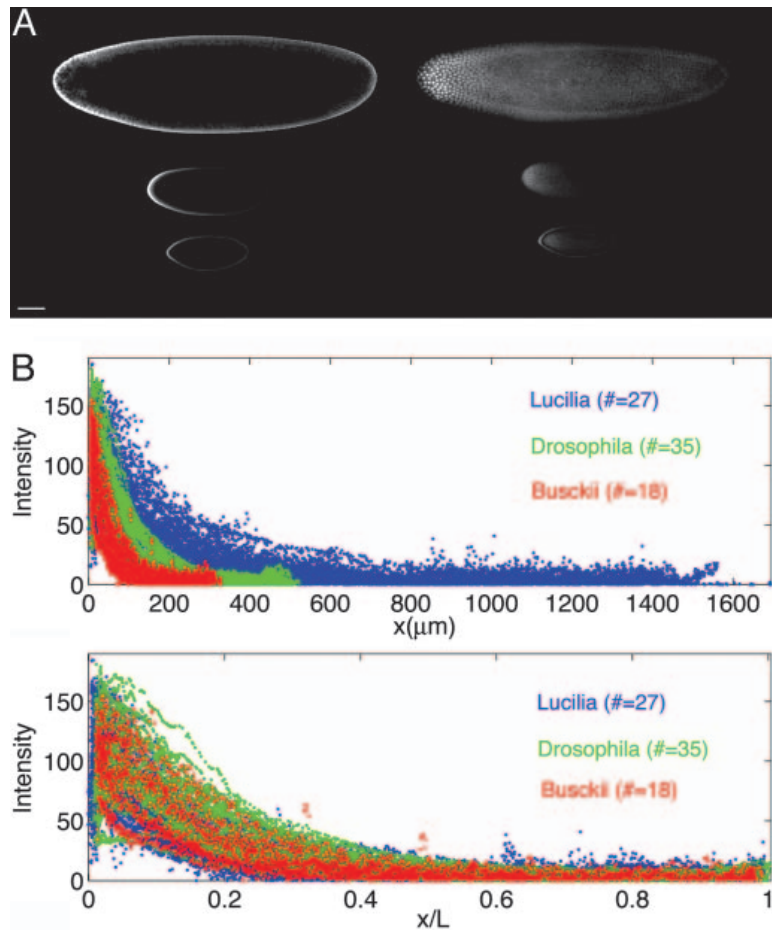 A
B
Intensity
150
100
50
0
Lucilia (#=27)
Drosophila (#=35)
Busckii (#=18)
0 200 400 600 800 1000 1200 1400 1600
x(μm)
Intensity
150
100
50
0
Lucilia (#=27)
Drosophila (#=35)
Busckii (#=18)
0 0.2 0.4 0.6 0.8 1
x/L